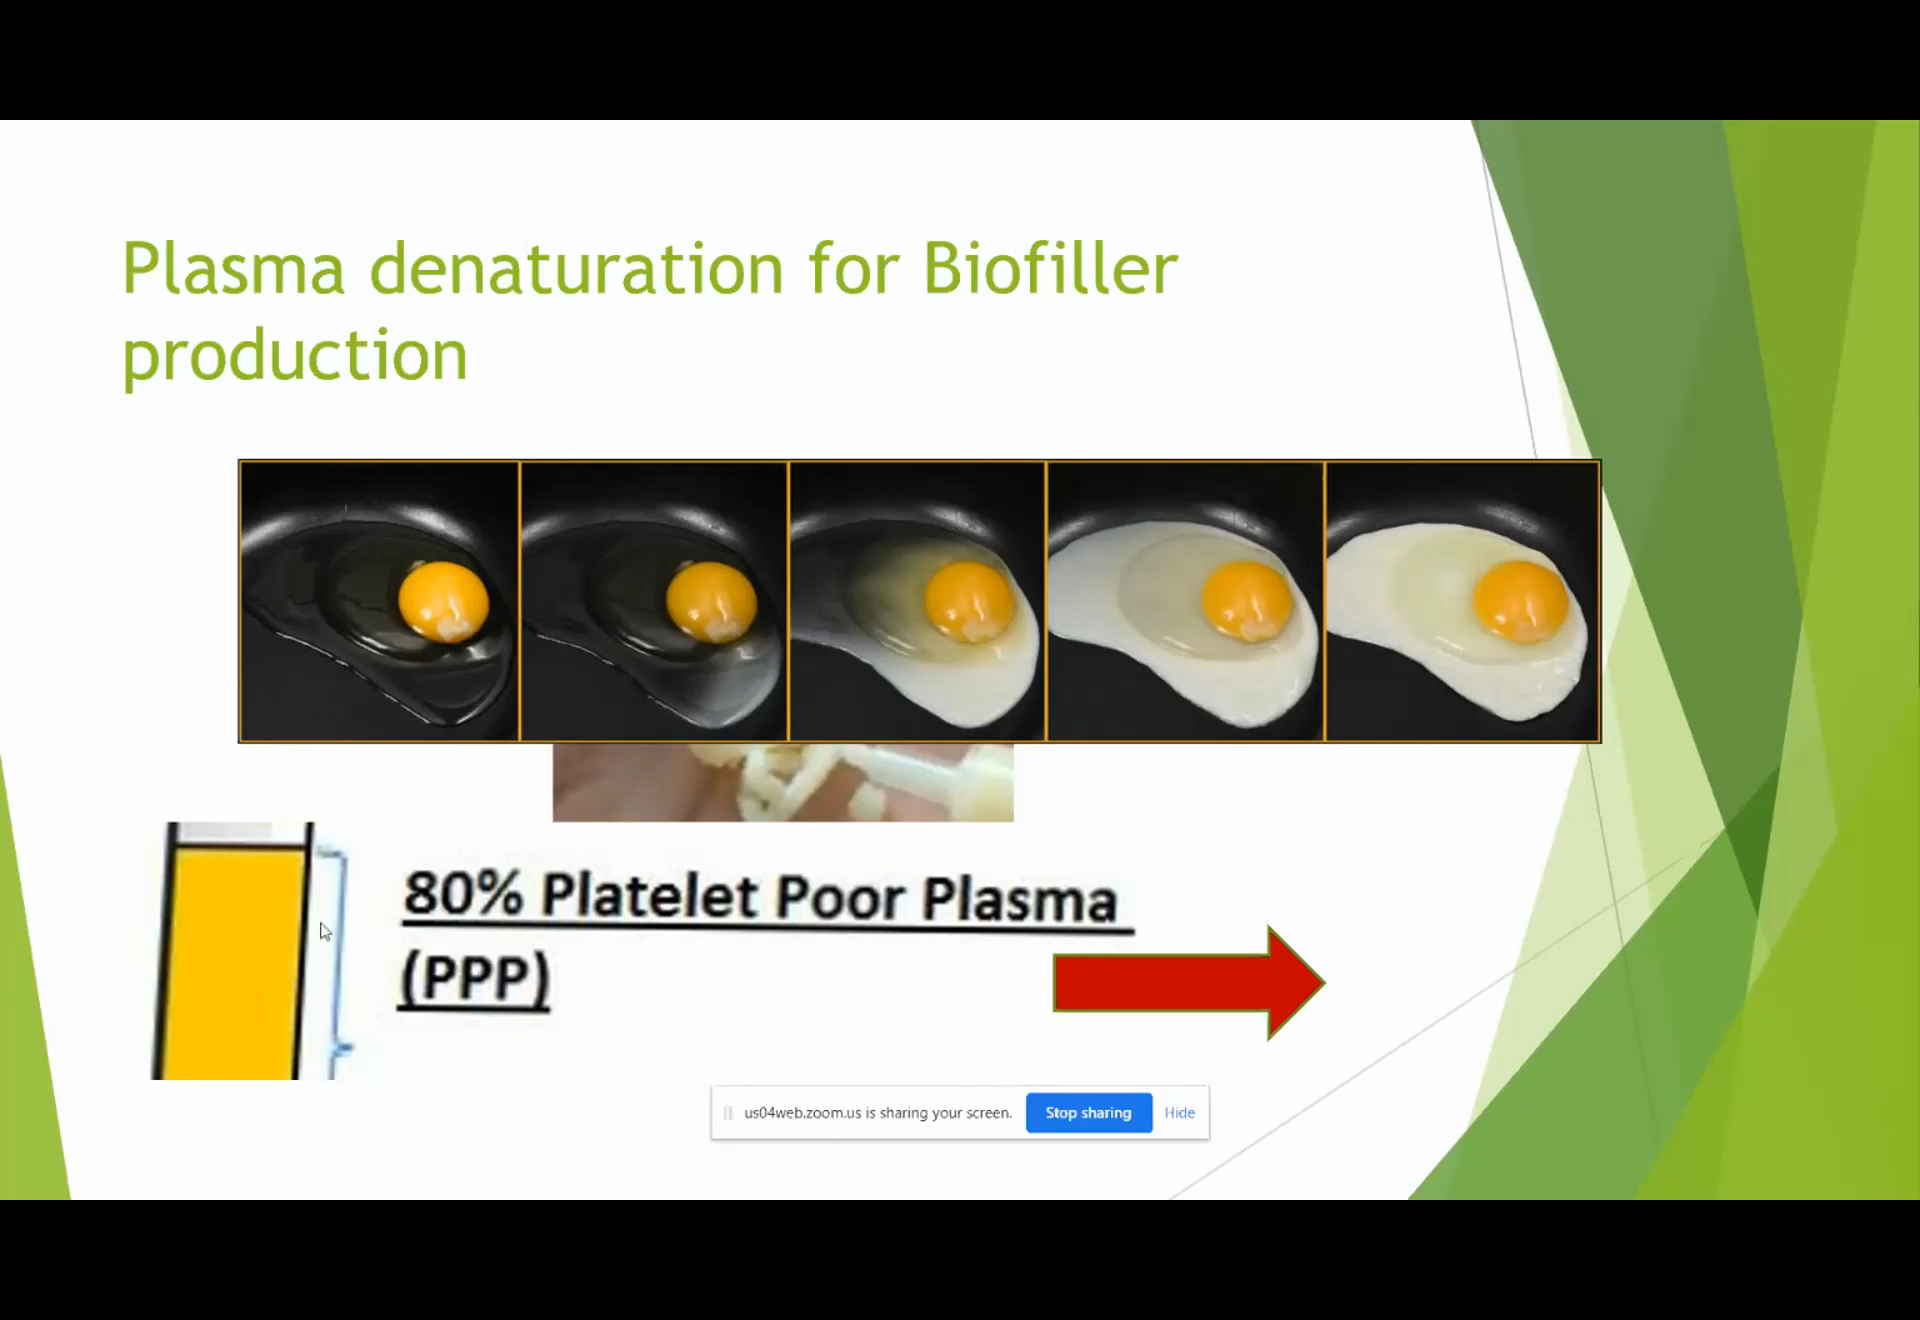 Plasma denaturation for Biofiller
production
80% Platelet Poor Plasma
(PPP)
us04web.zoom.us is sharing your screen. Stop sharing Hide